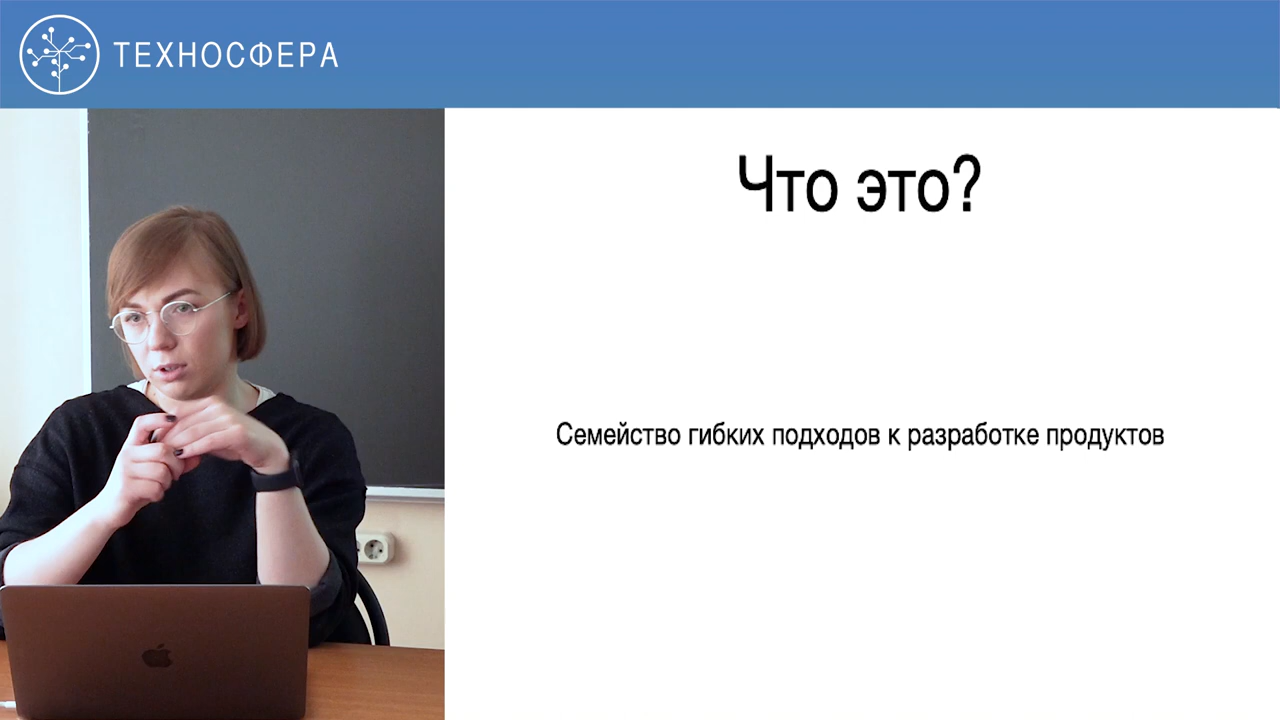 ТЕХНОСФЕРА
Что это?
Семейство гибких подходов к разработке продуктов